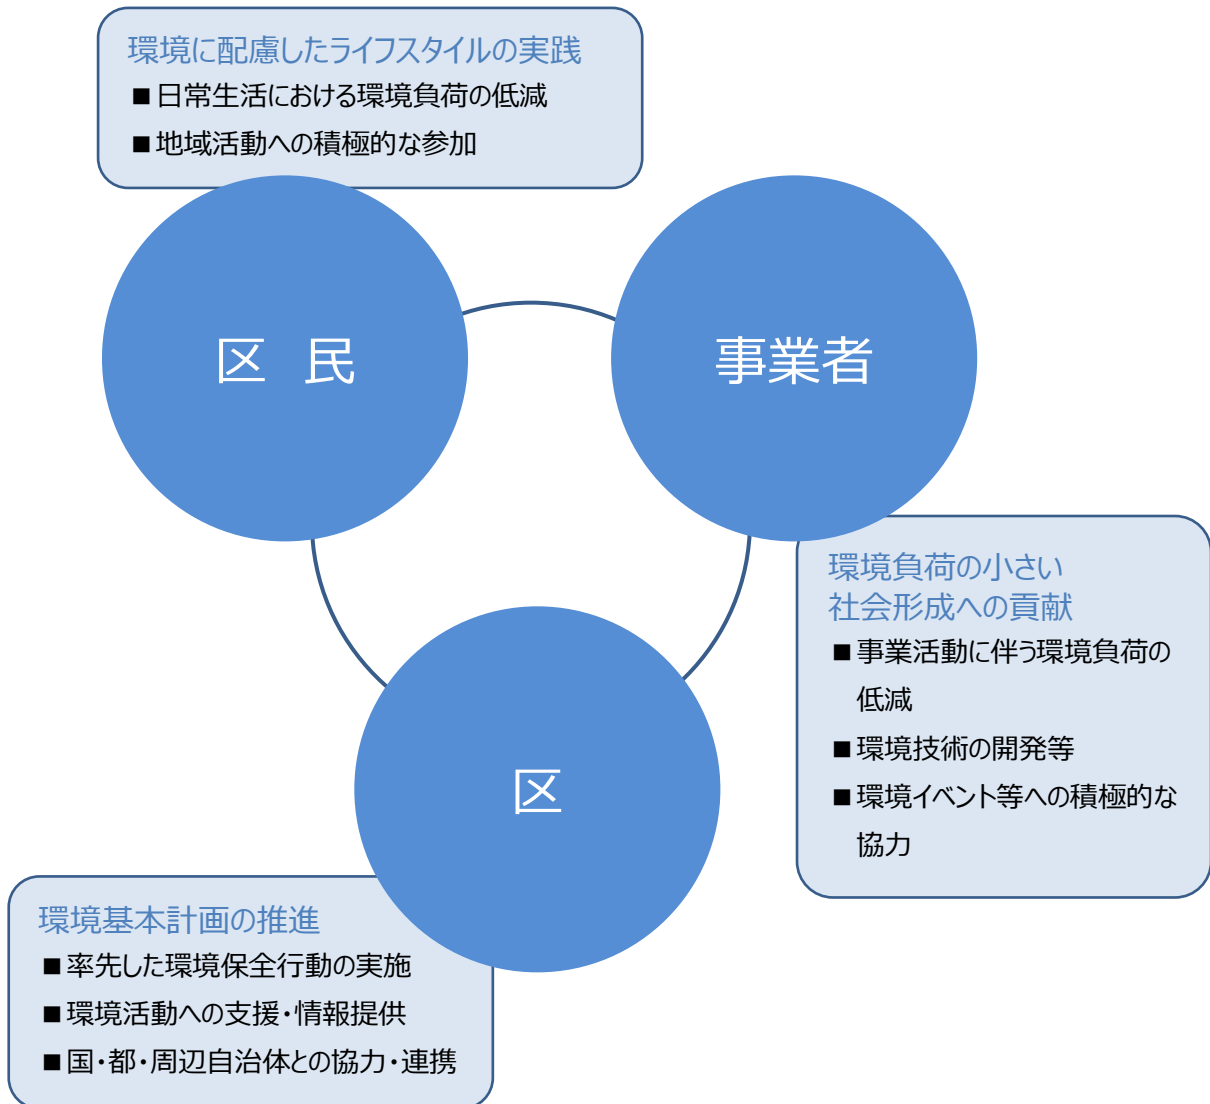 環境に配慮したライフスタイルの実践
■日常生活における環境負荷の低減
■地域活動への積極的な参加
区　民
事業者
環境負荷の小さい
社会形成への貢献
■事業活動に伴う環境負荷の
低減
■環境技術の開発等
■環境イベント等への積極的な
協力
区
環境基本計画の推進
■率先した環境保全行動の実施
■環境活動への支援・情報提供
■国・都・周辺自治体との協力・連携